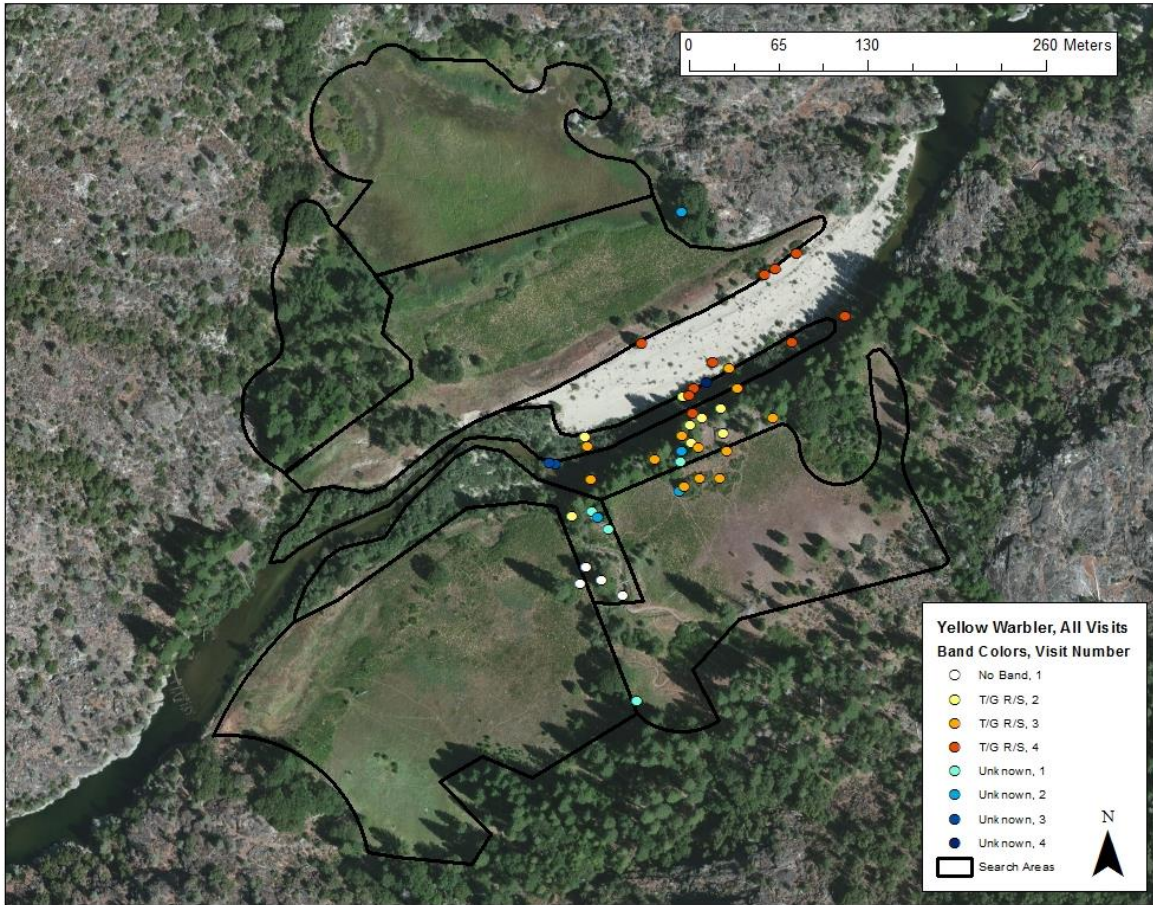 0 65 130 260 Meters
Yellow Warbler, All Visits
Band Colors, Visit Number
No Band, 1
T/G R/S, 2
T/G R/S, 3
T/G R/S, 4
Unknown, 1
Unknown, 2
Unknown, 3
Unknown, 4
Search Areas
N